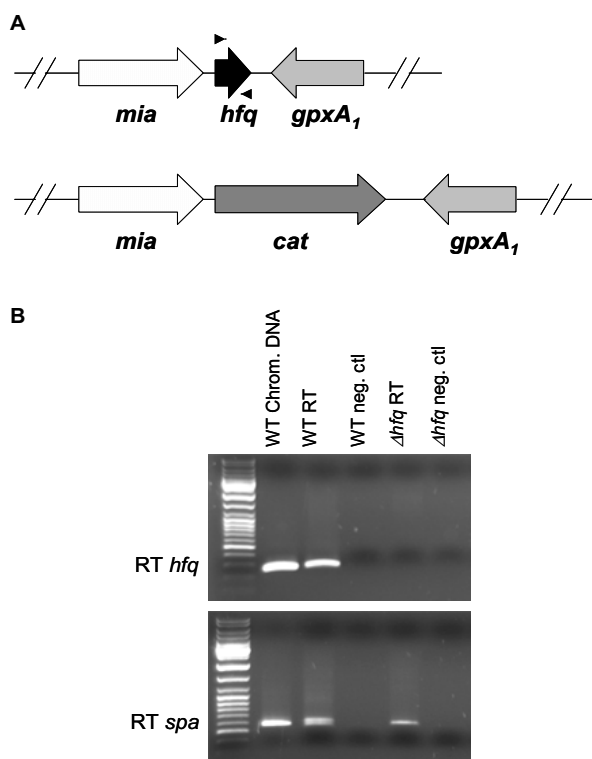 A
mia hfq gpxA1
mia cat gpxA1
B
WT Chrom. DNA
WT RT
WT neg. ctl
Δhfq RT
Δhfq neg. ctl
RT hfq
RT spa